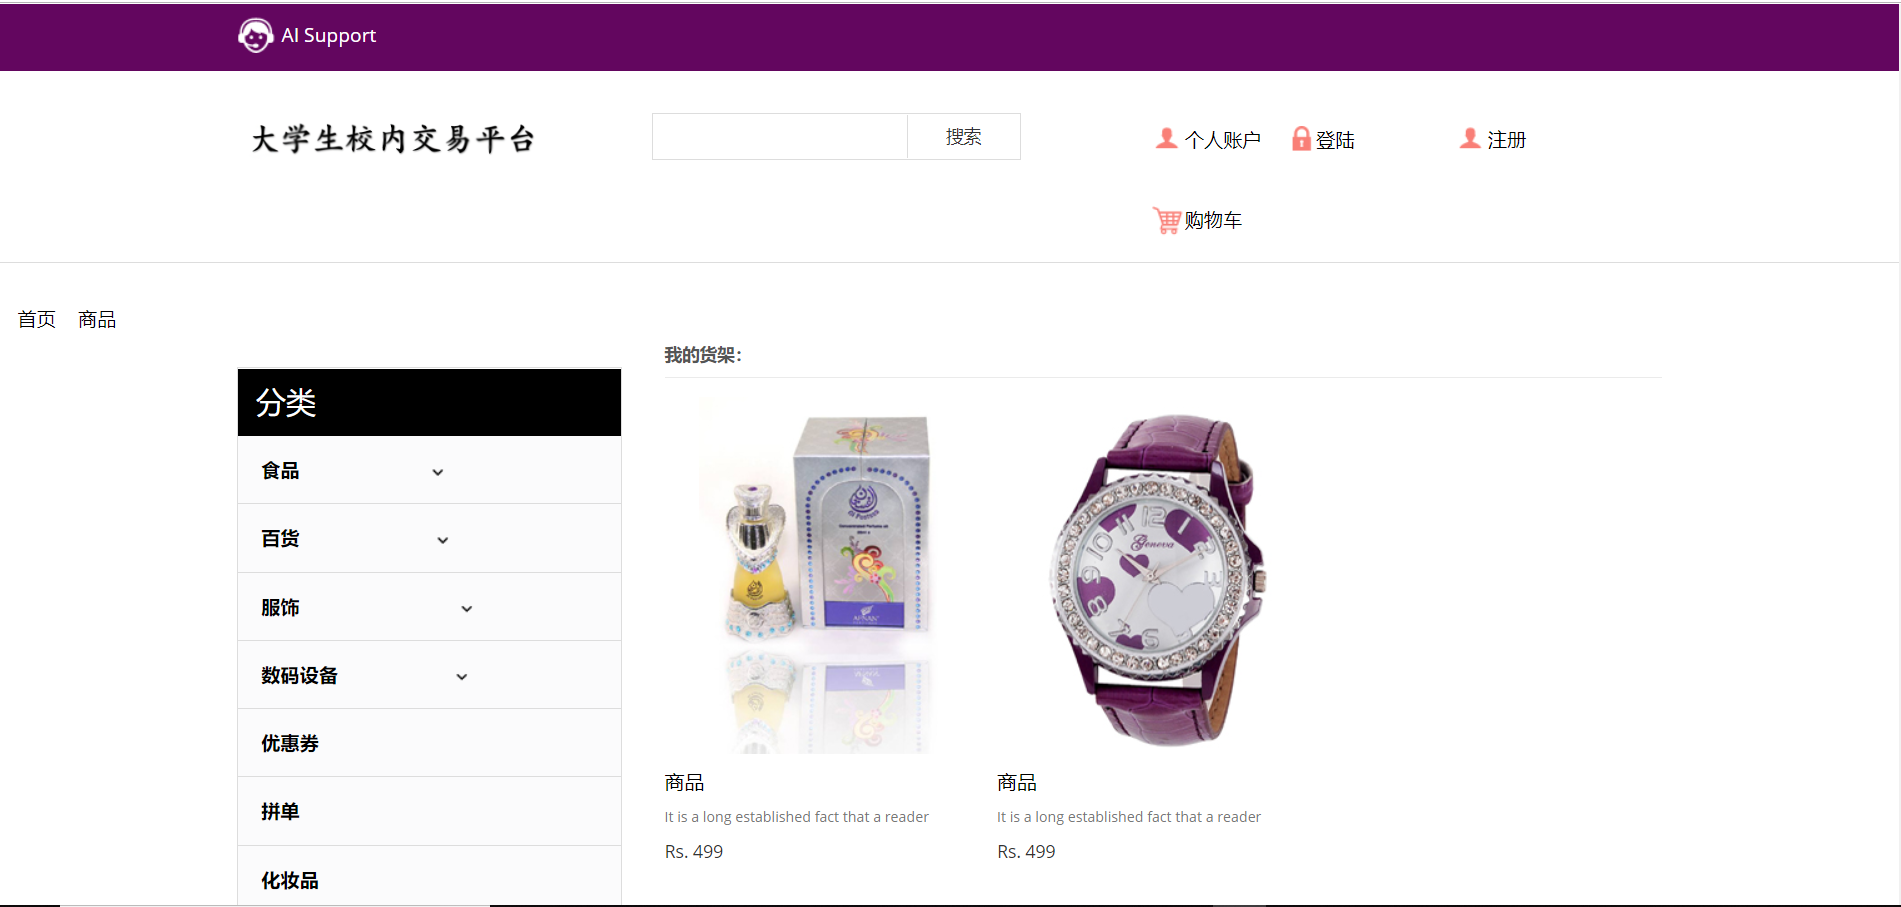 AI Support
大学生校内交易平台
搜索
个人账户
登陆
注册
购物车
首页 商品
我的货架：
分类
食品
百货
服饰
数码设备
优惠券
拼单
化妆品
AFNAN
Geneva
商品
It is a long established fact that a reader
Rs. 499
商品
It is a long established fact that a reader
Rs. 499